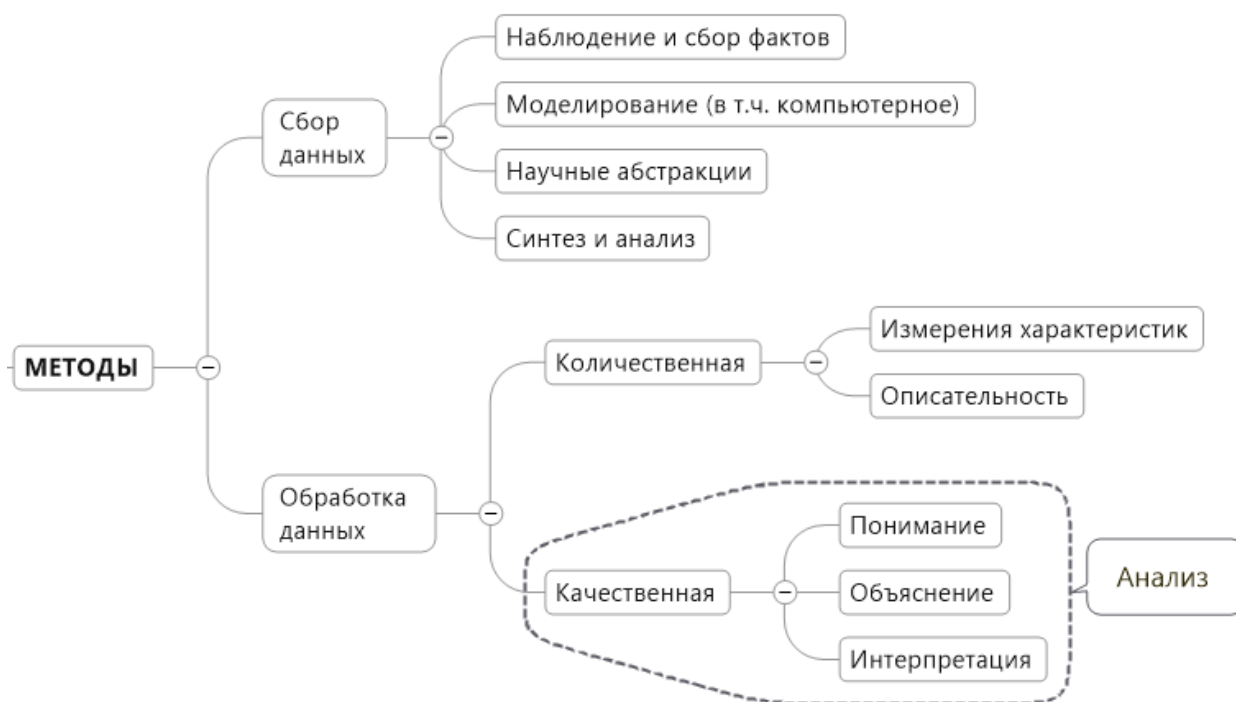 Наблюдение и сбор фактов
Моделирование (в т.ч. компьютерное)
Сбор
данных
Научные абстракции
Синтез и анализ
МЕТОДЫ
Количественная
Измерения характеристик
Описательность
Обработка
данных
Качественная
Понимание
Объяснение
Интерпретация
Анализ